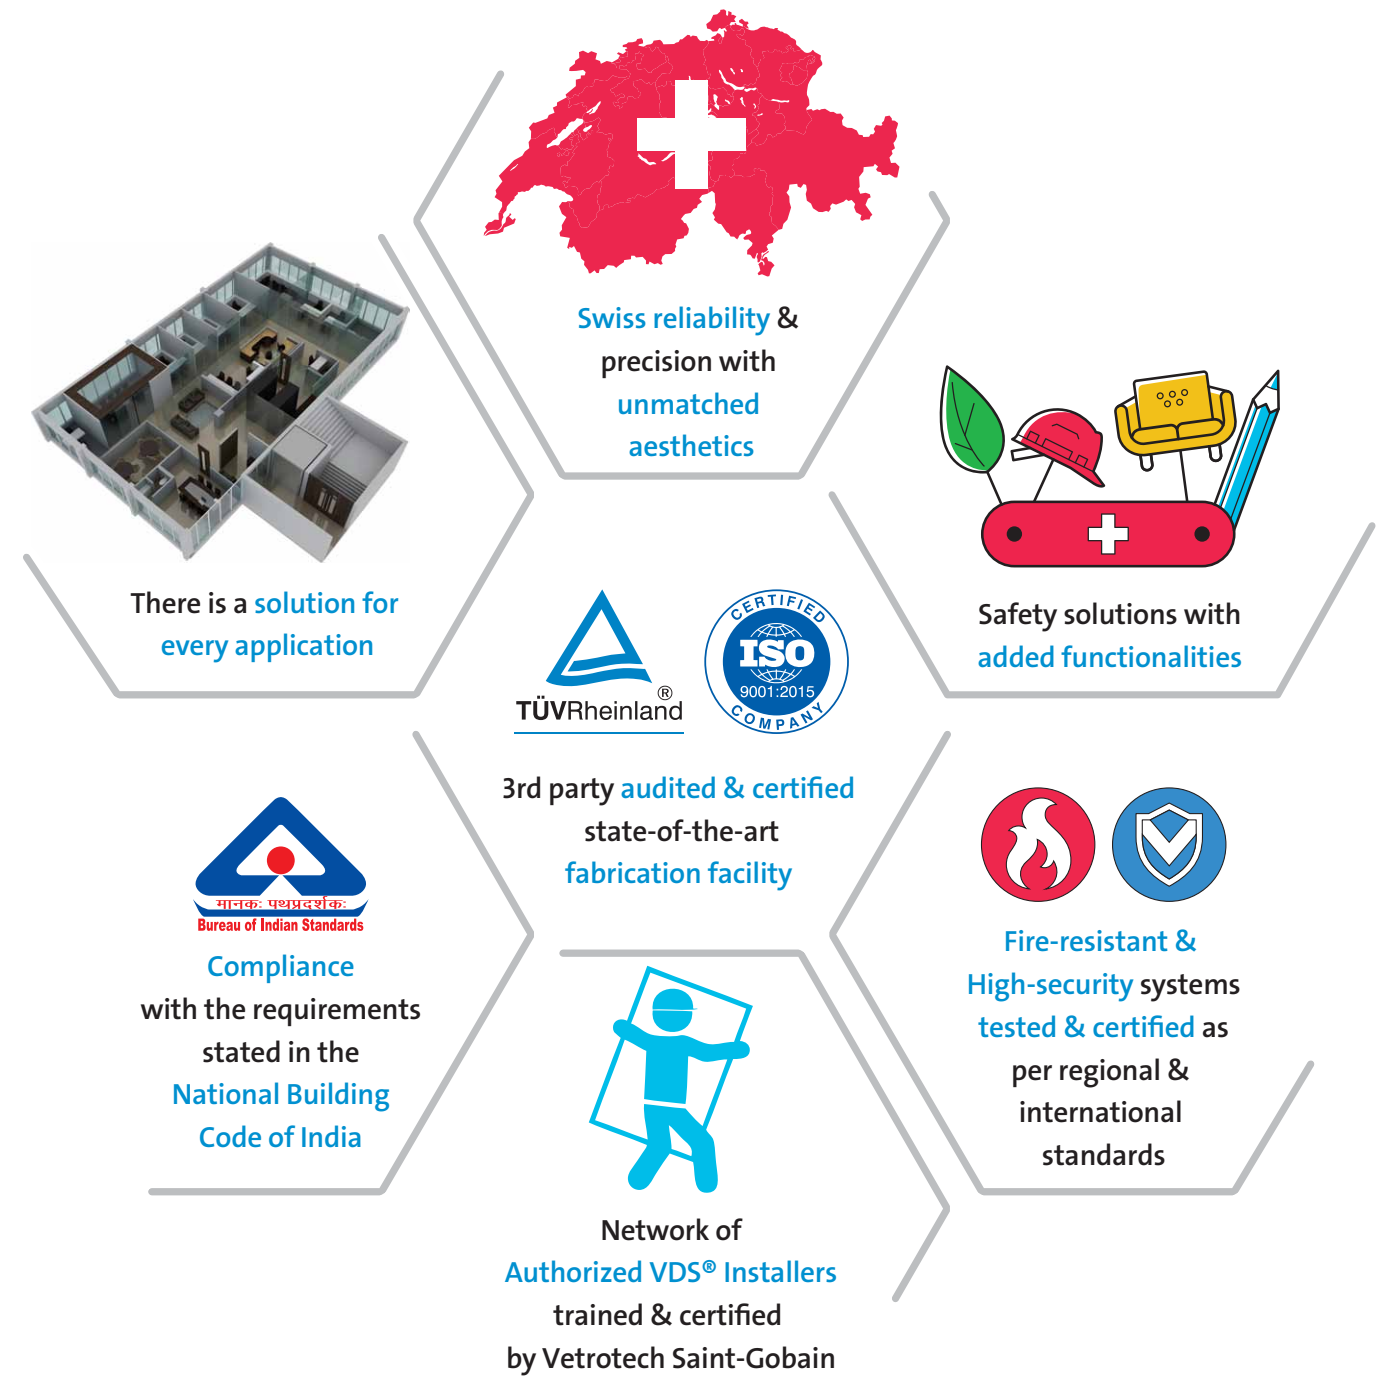 Swiss reliability &
precision with
unmatched
aesthetics
There is a solution for
every application
Safety solutions with
added functionalities
TÜVRheinland®
CERTIFIED
ISO
9001:2015
COMPANY
3rd party audited & certified
state-of-the-art
fabrication facility
मानकः पथप्रदर्शकः
Bureau of Indian Standards
Compliance
with the requirements
stated in the
National Building
Code of India
Fire-resistant &
High-security systems
tested & certified as
per regional &
international
standards
Network of
Authorized VDS® Installers
trained & certified
by Vetrotech Saint-Gobain